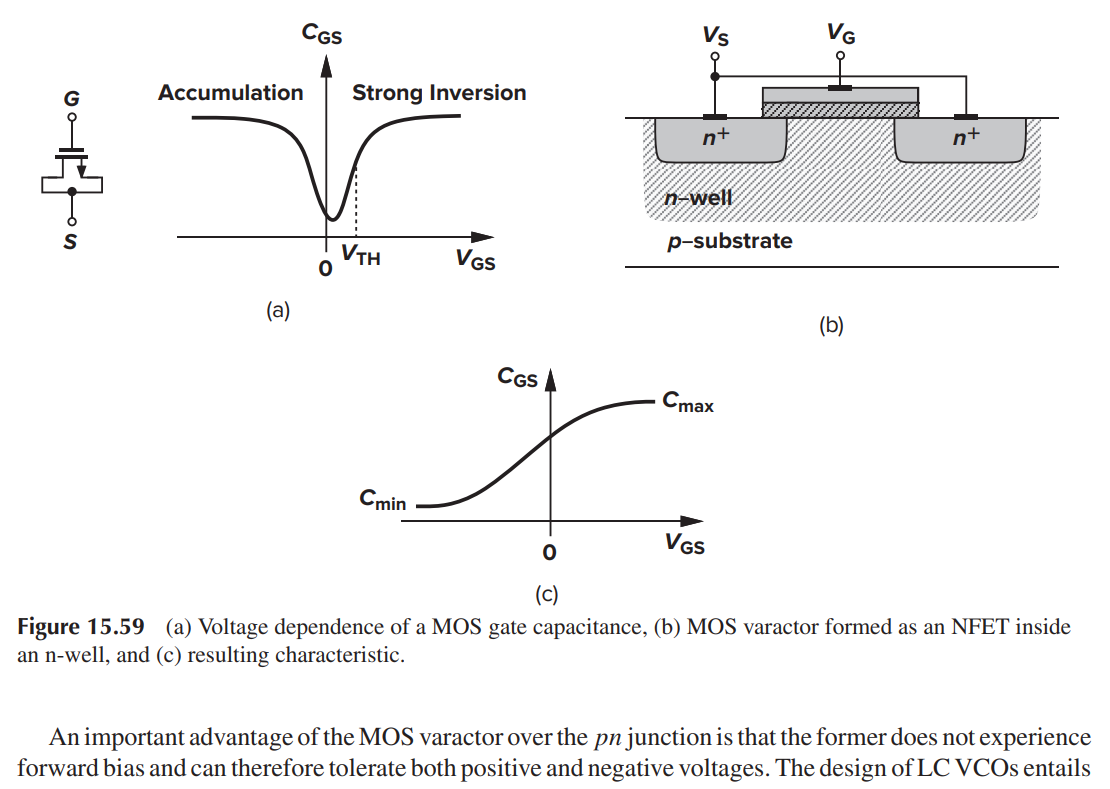 C_GS
Accumulation
Strong Inversion
G
S
0
V_TH
V_GS
(a)
V_S
V_G
n+
n+
n–well
p–substrate
(b)
C_GS
C_max
C_min
0
V_GS
(c)
Figure 15.59 (a) Voltage dependence of a MOS gate capacitance, (b) MOS varactor formed as an NFET inside
an n-well, and (c) resulting characteristic.
An important advantage of the MOS varactor over the pn junction is that the former does not experience
forward bias and can therefore tolerate both positive and negative voltages. The design of LC VCOs entails